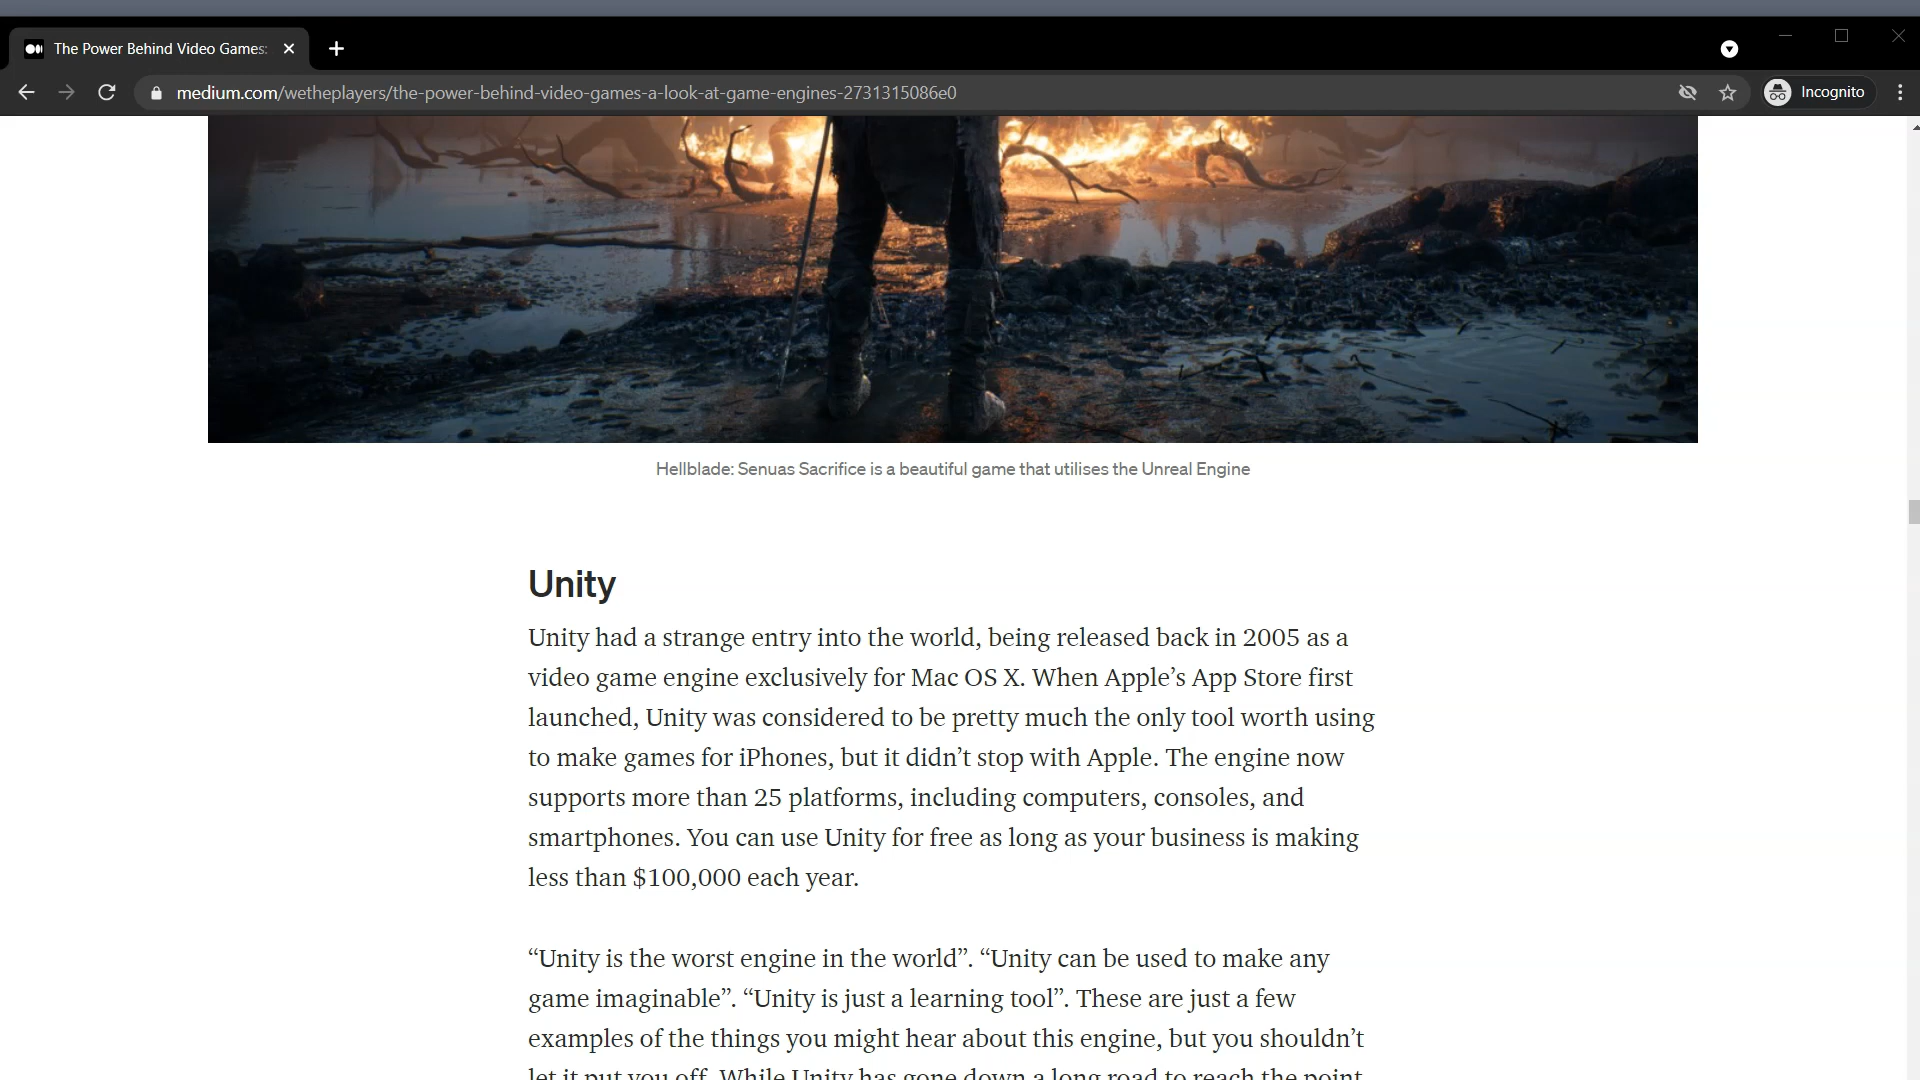 The Power Behind Video Games:
medium.com/wetheplayers/the-power-behind-video-games-a-look-at-game-engines-2731315086e0
Incognito
Hellblade: Senuas Sacrifice is a beautiful game that utilises the Unreal Engine
Unity
Unity had a strange entry into the world, being released back in 2005 as a
video game engine exclusively for Mac OS X. When Apple’s App Store first
launched, Unity was considered to be pretty much the only tool worth using
to make games for iPhones, but it didn’t stop with Apple. The engine now
supports more than 25 platforms, including computers, consoles, and
smartphones. You can use Unity for free as long as your business is making
less than $100,000 each year.
“Unity is the worst engine in the world”. “Unity can be used to make any
game imaginable”. “Unity is just a learning tool”. These are just a few
examples of the things you might hear about this engine, but you shouldn’t
let it put you off. While Unity has gone down a long road to reach the point